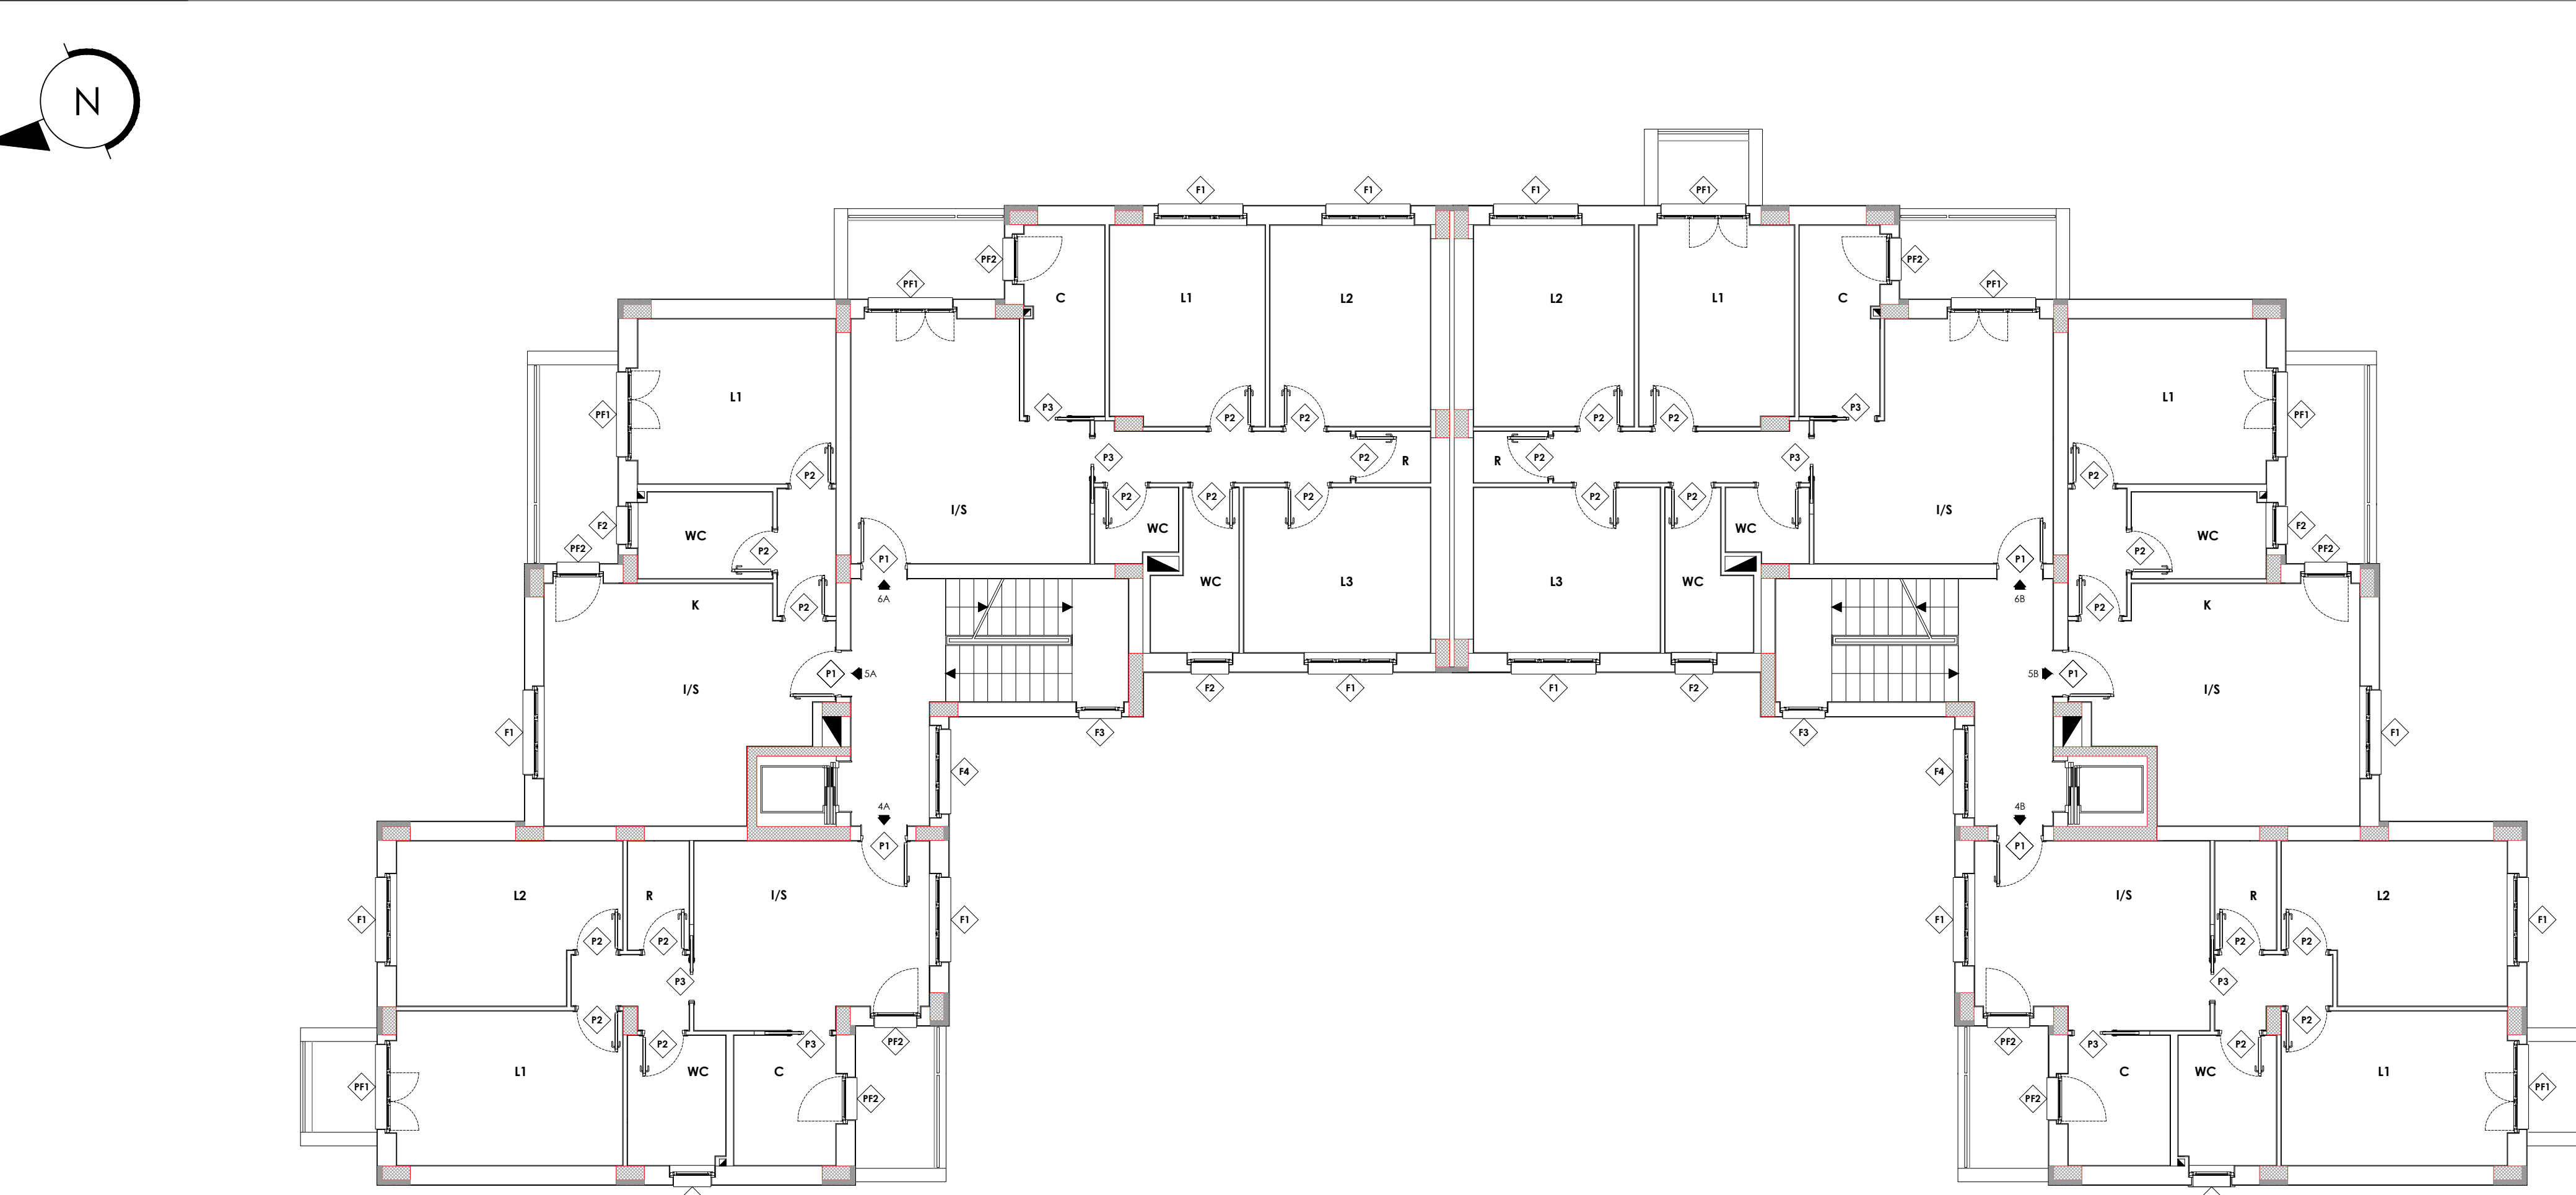 N
F1 F1 F1 PF1
PF2 PF2
PF1 PF1
C L1 L2 L2 L1 C
L1 L1
P3 P3
PF1 P2 P2 P2 P2 PF1
P3 P2 R R P2 P3
P2 P2
P2 P2 P2 P2 P2
I/S I/S
F2 WC WC WC WC F2
PF2 P2 P2 PF2
P1 P1
WC L3 L3 WC
6A 6B
P2 K K P2
P1 5A 5B P1
I/S F2 F1 F1 F2 I/S
F1 F3 F3 F1
F4 F4
4A 4B
P1 P1
L2 R I/S I/S R L2
F1 F1 F1 F1
P2 P2 P2 P2
P3 P3
P2 P2
P2 P3 PF2 PF2 P3 P2
L1 WC C C WC L1
PF1 PF1
PF2 PF2